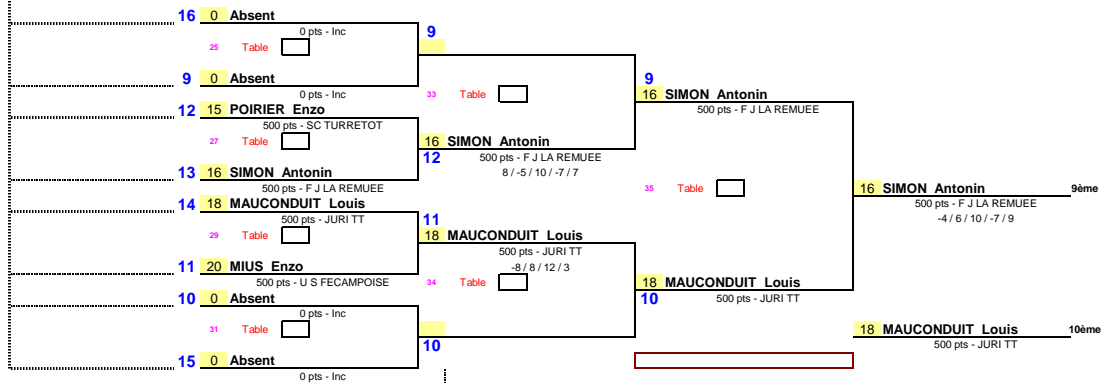 16 0 Absent
0 pts - Inc
9
25 Table
9 0 Absent
0 pts - Inc
9
33 Table
16 SIMON Antonin
500 pts - F J LA REMUEE
12 15 POIRIER Enzo
500 pts - SC TURRETOT
27 Table
16 SIMON Antonin
12
500 pts - F J LA REMUEE
8 / -5 / 10 / -7 / 7
13 16 SIMON Antonin
500 pts - F J LA REMUEE
35 Table
16 SIMON Antonin 9ème
500 pts - F J LA REMUEE
-4 / 6 / 10 / -7 / 9
14 18 MAUCONDUIT Louis
500 pts - JURI TT
11
29 Table
18 MAUCONDUIT Louis
500 pts - JURI TT
-8 / 8 / 12 / 3
11 20 MIUS Enzo
500 pts - U S FECAMPOISE
34 Table
18 MAUCONDUIT Louis
10
500 pts - JURI TT
10 0 Absent
0 pts - Inc
31 Table
18 MAUCONDUIT Louis 10ème
500 pts - JURI TT
10
15 0 Absent
0 pts - Inc